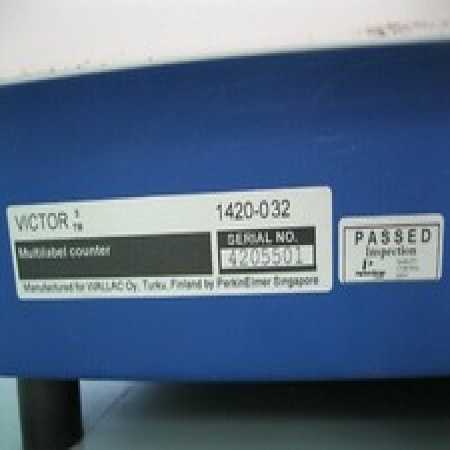 VICTOR 3
1420-032
Multilabel counter
SERIAL NO.
4205501
Manufactured for WALLAC Oy, Turku, Finland by PerkinElmer Singapore
PASSED
Inspection